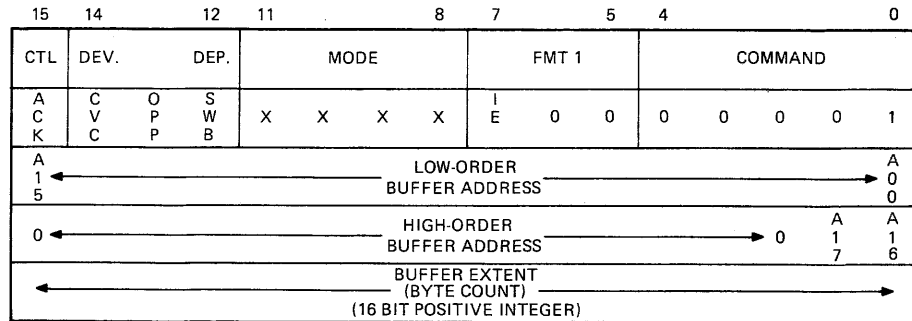 15 14 12 11 8 7 5 4 0
CTL DEV. DEP. MODE FMT 1 COMMAND
A C O S I
C V P W X X X X E 0 0 0 0 0 0 1
K C P B
A A
1 LOW-ORDER 0
5 BUFFER ADDRESS 0
0 HIGH-ORDER 0 A A
BUFFER ADDRESS 1 1
7 6
BUFFER EXTENT
(BYTE COUNT)
(16 BIT POSITIVE INTEGER)